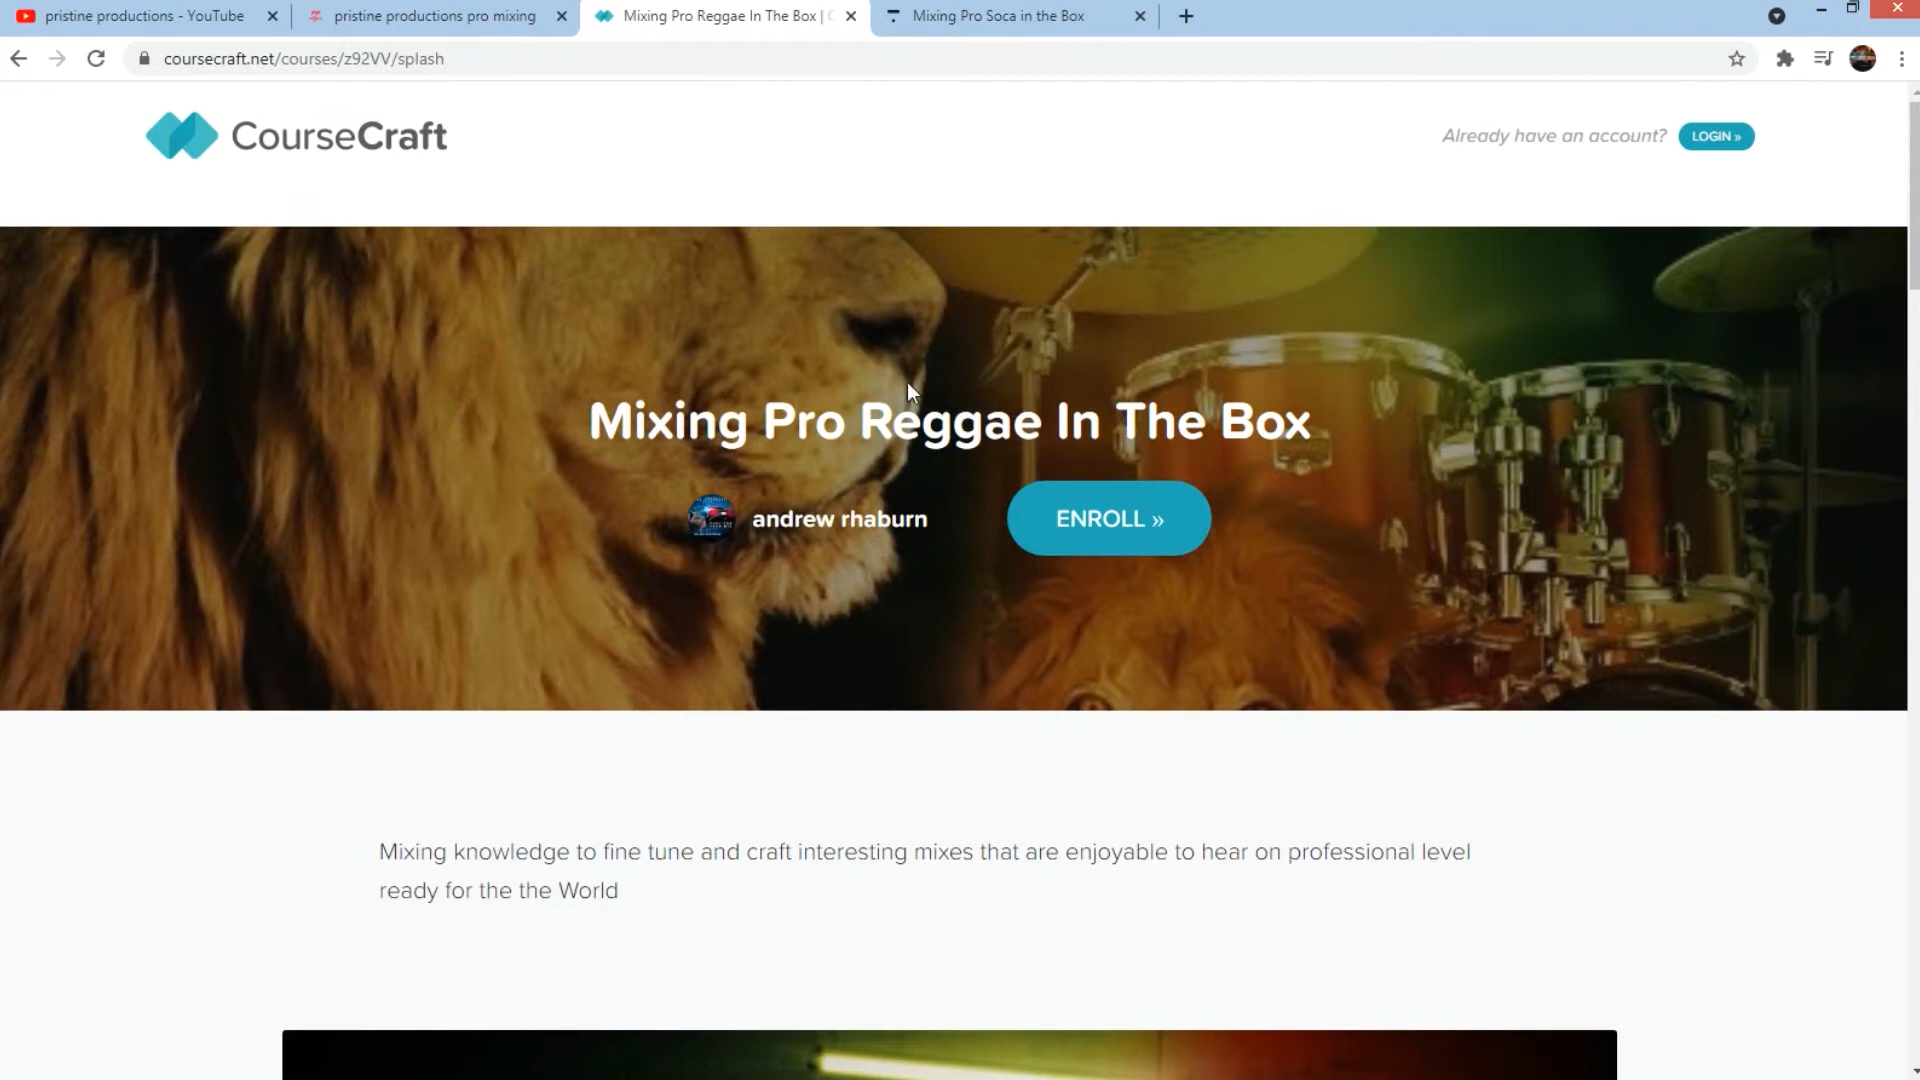 pristine productions - YouTube
pristine productions pro mixing
Mixing Pro Reggae In The Box |
Mixing Pro Soca in the Box
coursecraft.net/courses/z92VV/splash
CourseCraft
Already have an account?
LOGIN »
Mixing Pro Reggae In The Box
andrew rhaburn
ENROLL »
Mixing knowledge to fine tune and craft interesting mixes that are enjoyable to hear on professional level
ready for the the World